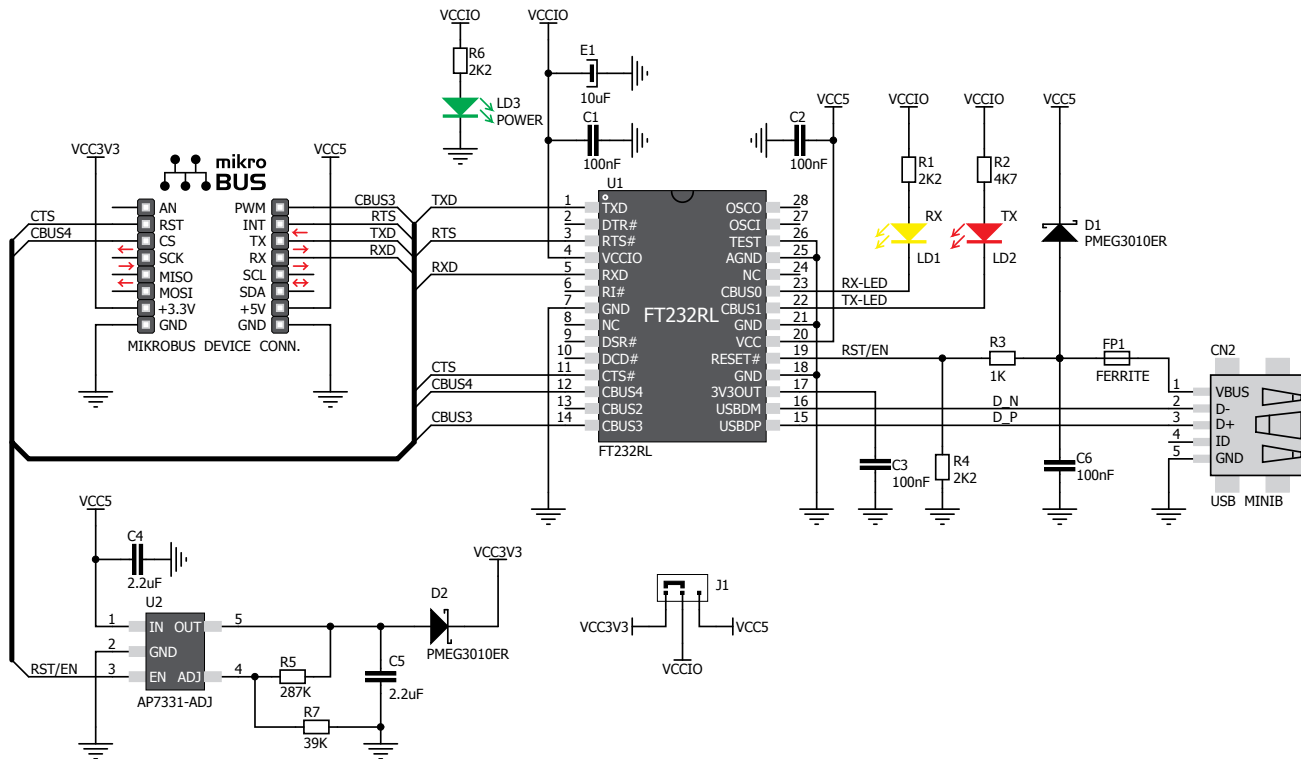 VCCIO
VCCIO
R6
2K2
LD3
POWER
E1
10uF
C1
100nF
C2
100nF
VCC5
VCCIO
VCCIO
VCC5
R1
2K2
R2
4K7
RX
LD1
TX
LD2
D1
PMEG3010ER
VCC3V3
mikro
BUS
VCC5
CTS
CBUS4
AN
RST
CS
SCK
MISO
MOSI
+3.3V
GND
PWM
INT
TX
RX
SCL
SDA
+5V
GND
MIKROBUS DEVICE CONN.
CBUS3
RTS
TXD
RXD
TXD
RTS
RXD
CTS
CBUS4
CBUS3
U1
1 TXD
2 DTR#
3 RTS#
4 VCCIO
5 RXD
6 RI#
7 GND
8 NC
9 DSR#
10 DCD#
11 CTS#
12 CBUS4
13 CBUS2
14 CBUS3
FT232RL
OSCO 28
OSCI 27
TEST 26
AGND 25
NC 24
CBUS0 23
CBUS1 22
GND 21
VCC 20
RESET# 19
GND 18
3V3OUT 17
USBDM 16
USBDP 15
FT232RL
RX-LED
TX-LED
RST/EN
R3
1K
FP1
FERRITE
D_N
D_P
C3
100nF
R4
2K2
C6
100nF
CN2
1 VBUS
2 D-
3 D+
4 ID
5 GND
USB MINIB
VCC5
C4
2.2uF
U2
1 IN OUT 5
2 GND
3 EN ADJ 4
RST/EN
AP7331-ADJ
R5
287K
R7
39K
C5
2.2uF
D2
PMEG3010ER
VCC3V3
J1
VCC3V3
VCC5
VCCIO